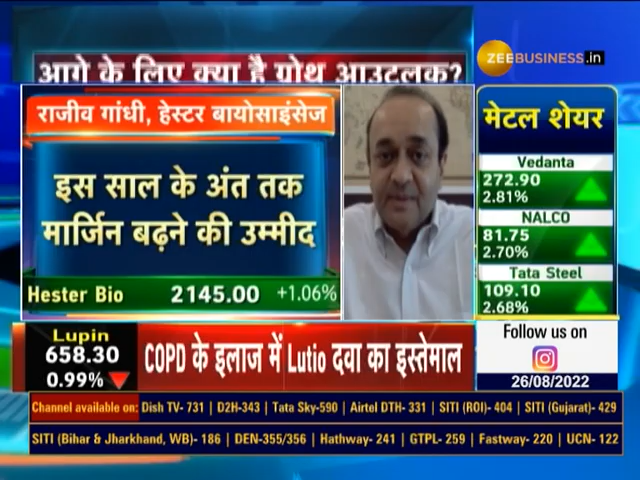 आगे के लिए क्या है ग्रोथ आउटलुक?
ZEEBUSINESS.in
राजीव गांधी, हेस्टर बायोसाइंसेज
इस साल के अंत तक
मार्जिन बढ़ने की उम्मीद
Hester Bio 2145.00 +1.06%
मेटल शेयर
Vedanta
272.90
2.81%
NALCO
81.75
2.70%
Tata Steel
109.10
2.68%
Lupin
658.30
0.99%
COPD के इलाज में Lutio दवा का इस्तेमाल
Follow us on
26/08/2022
Channel available on: Dish TV- 731 | D2H-343 | Tata Sky-590 | Airtel DTH- 331 | SITI (ROI)- 404 | SITI (Gujarat)- 429
SITI (Bihar & Jharkhand, WB)- 186 | DEN-355/356 | Hathway- 241 | GTPL- 259 | Fastway- 220 | UCN- 122